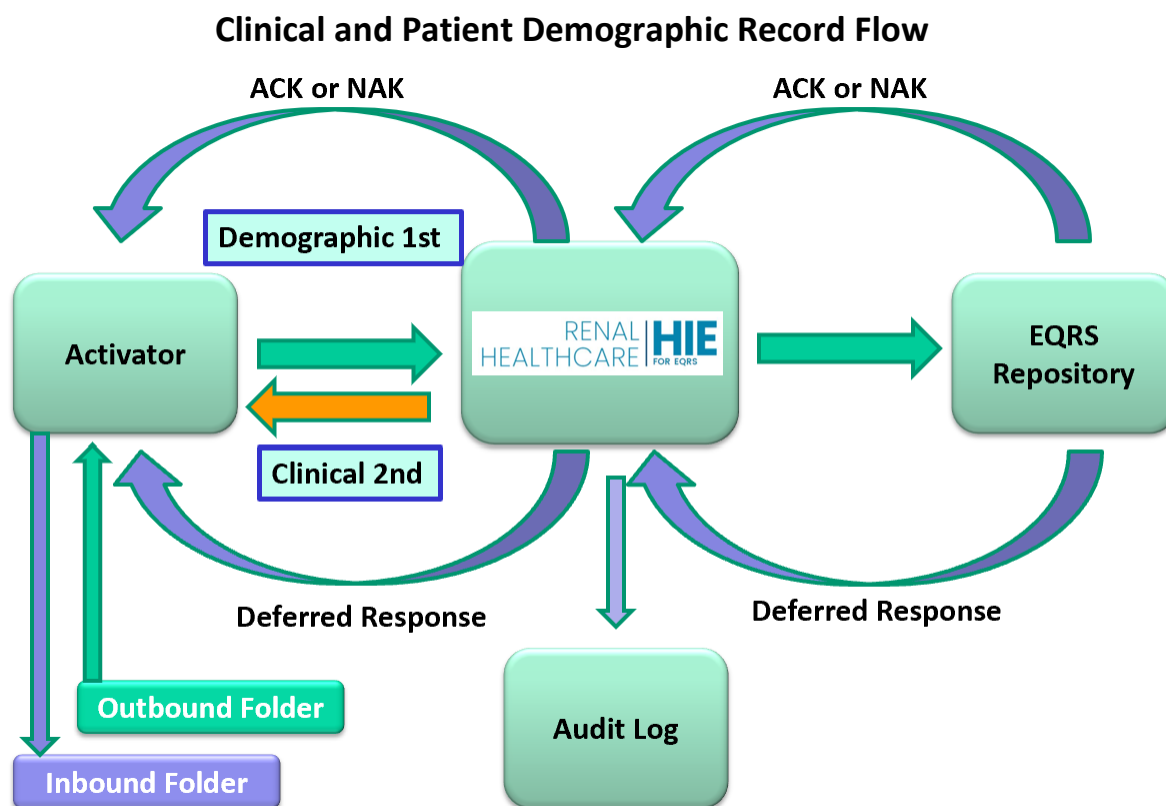 Clinical and Patient Demographic Record Flow
ACK or NAK
ACK or NAK
Demographic 1st
Activator
RENAL
HEALTHCARE
HIE
FOR EQRS
EQRS
Repository
Clinical 2nd
Deferred Response
Deferred Response
Outbound Folder
Audit Log
Inbound Folder